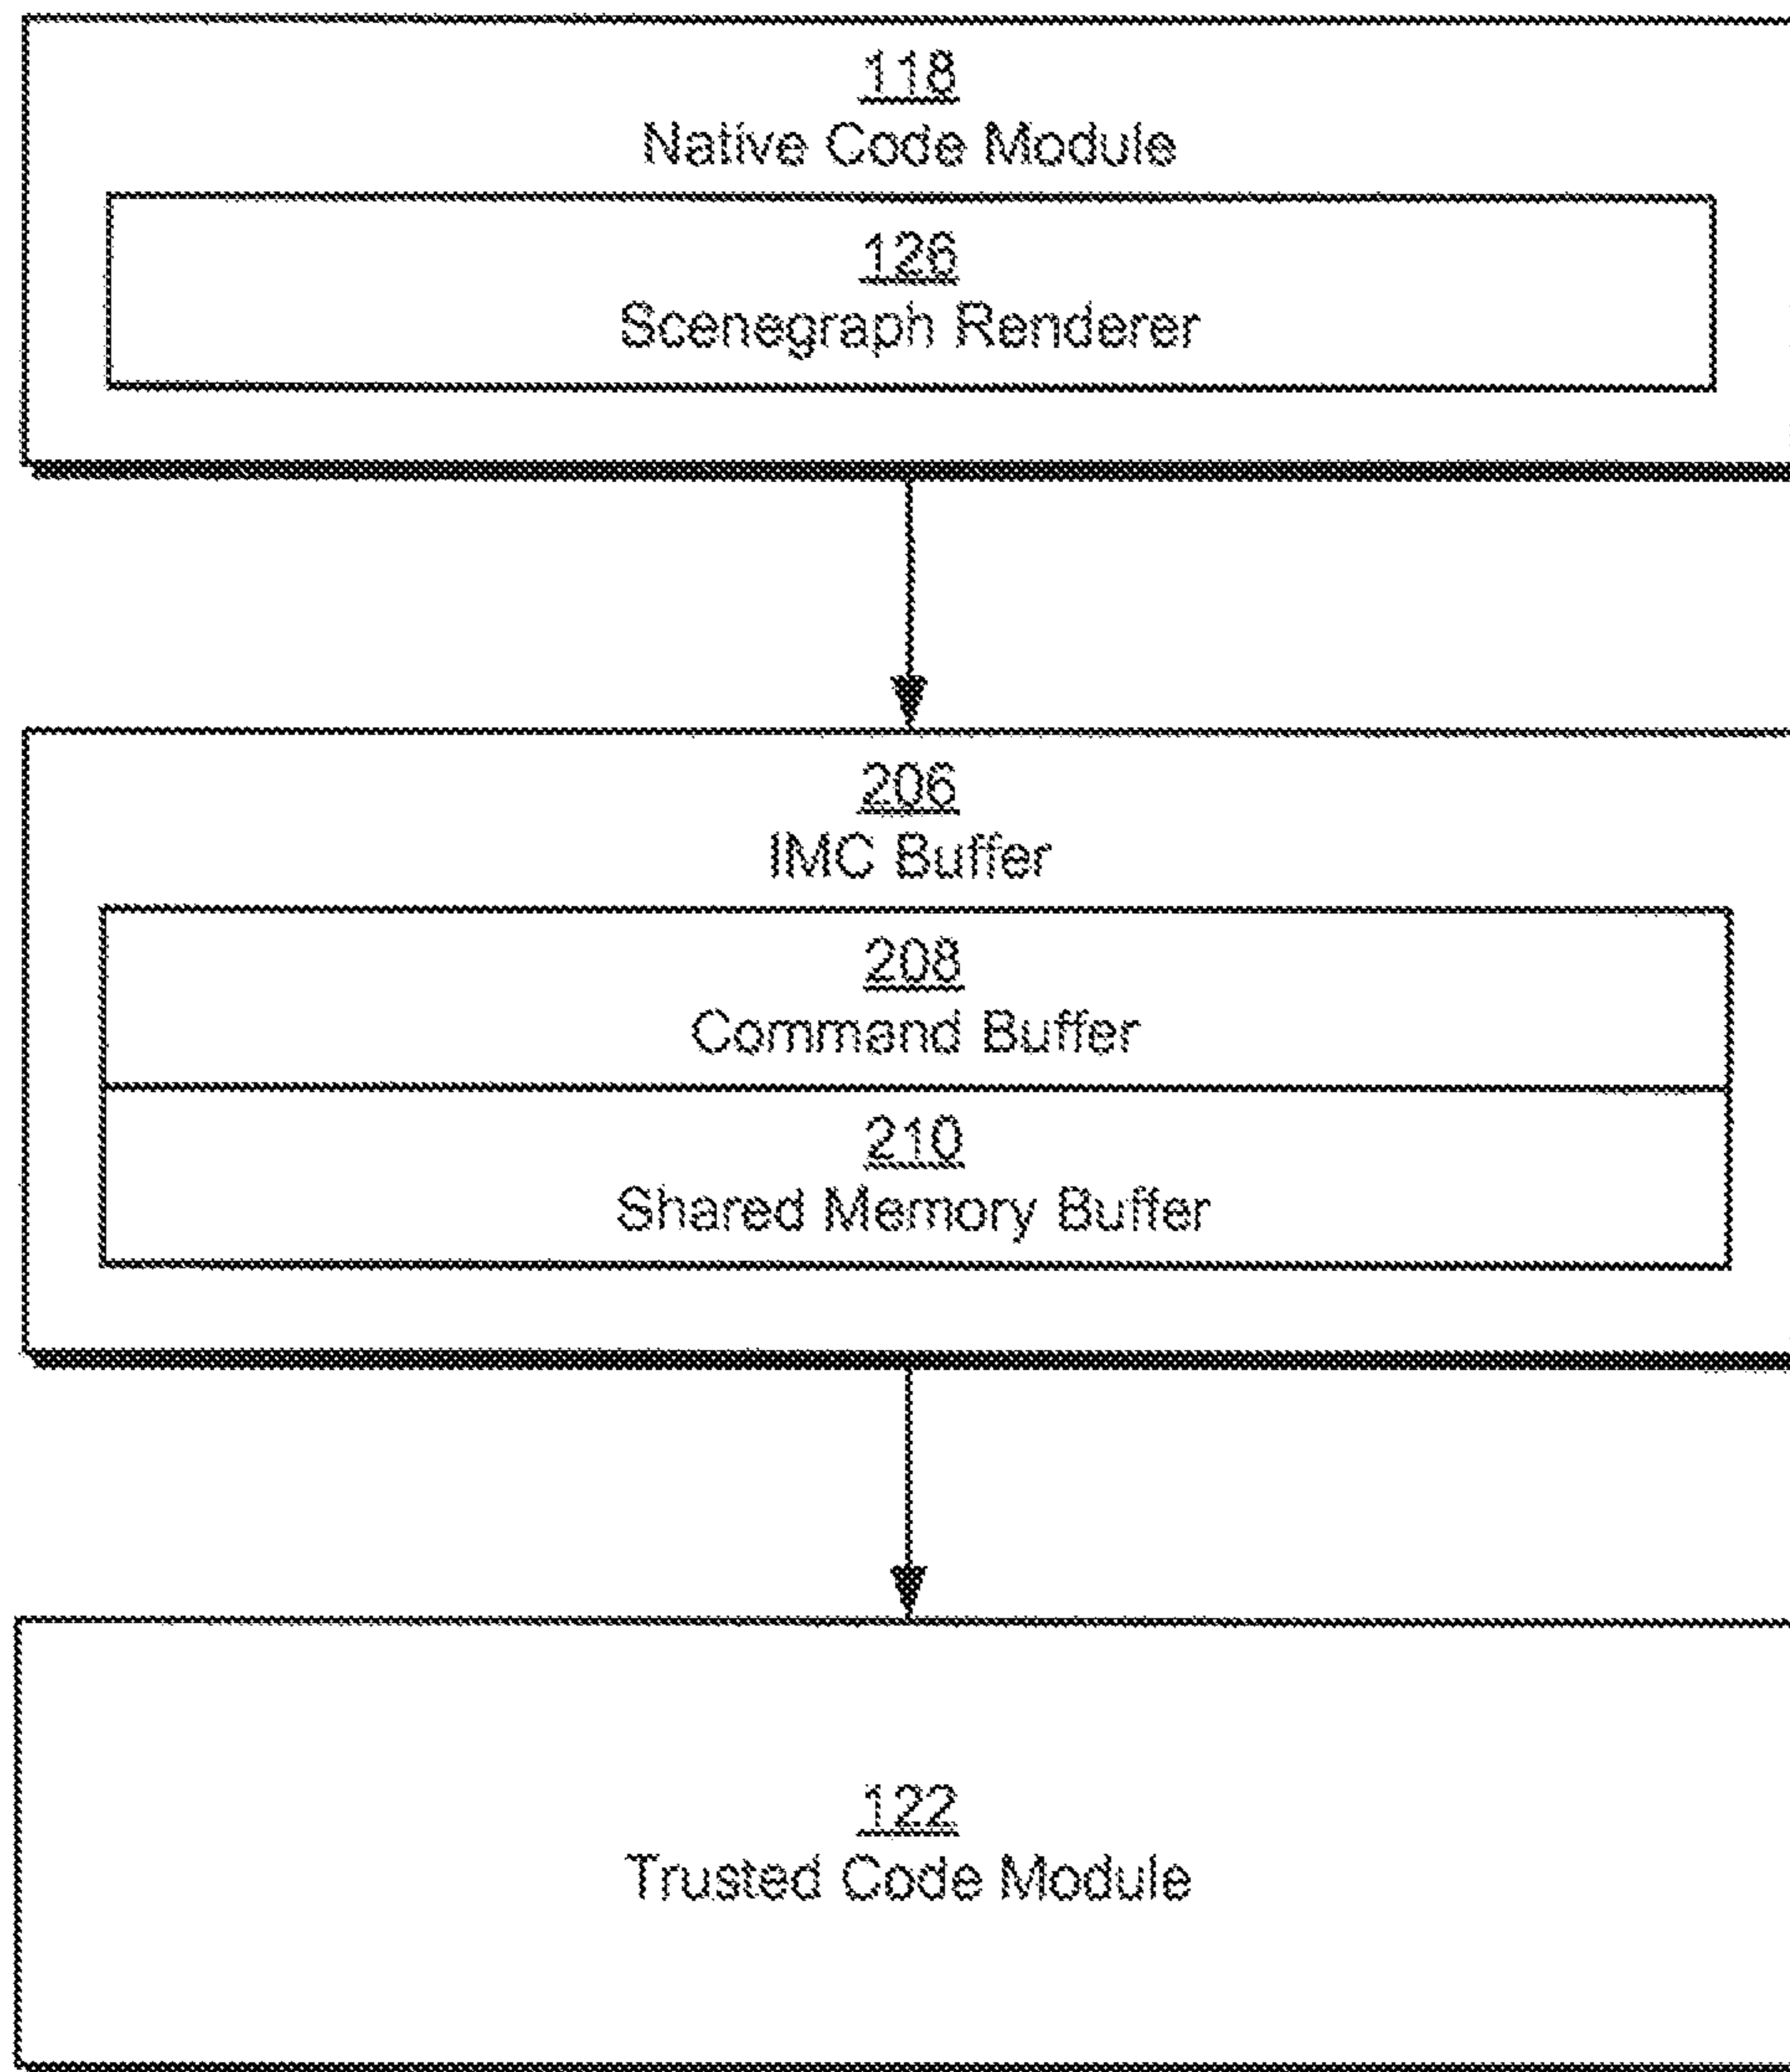 118
Native Code Module
126
Scenegraph Renderer
206
IMC Buffer
208
Command Buffer
210
Shared Memory Buffer
122
Trusted Code Module